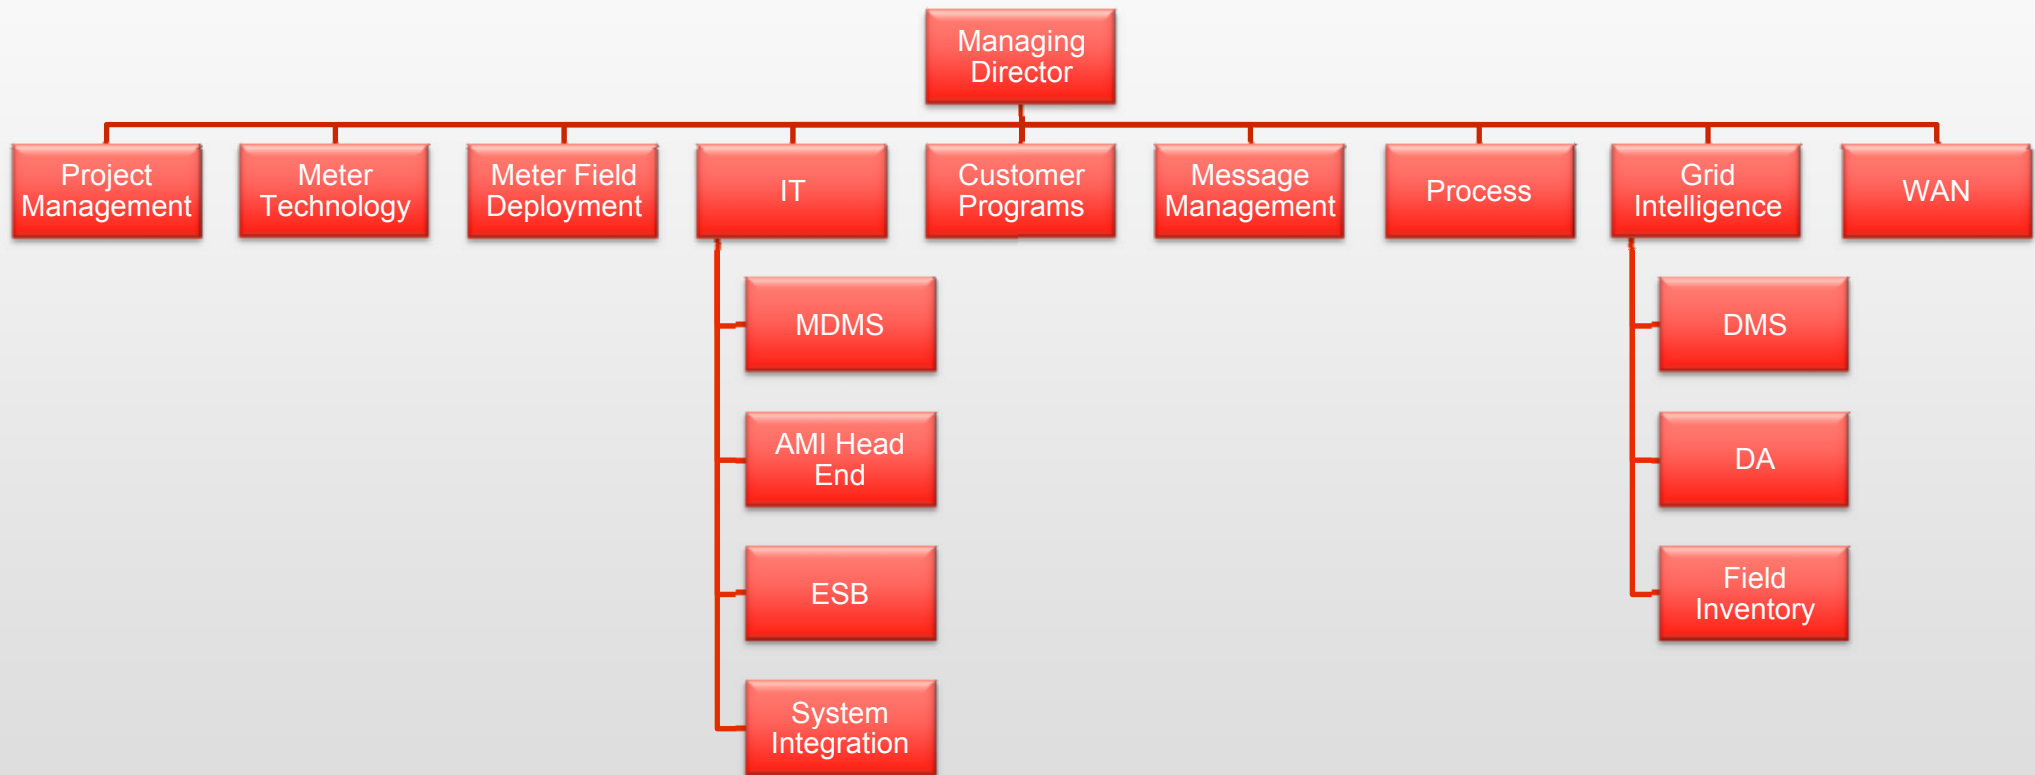 Managing
Director
Project
Management
Meter
Technology
Meter Field
Deployment
IT
Customer
Programs
Message
Management
Process
Grid
Intelligence
WAN
MDMS
AMI Head
End
ESB
System
Integration
DMS
DA
Field
Inventory